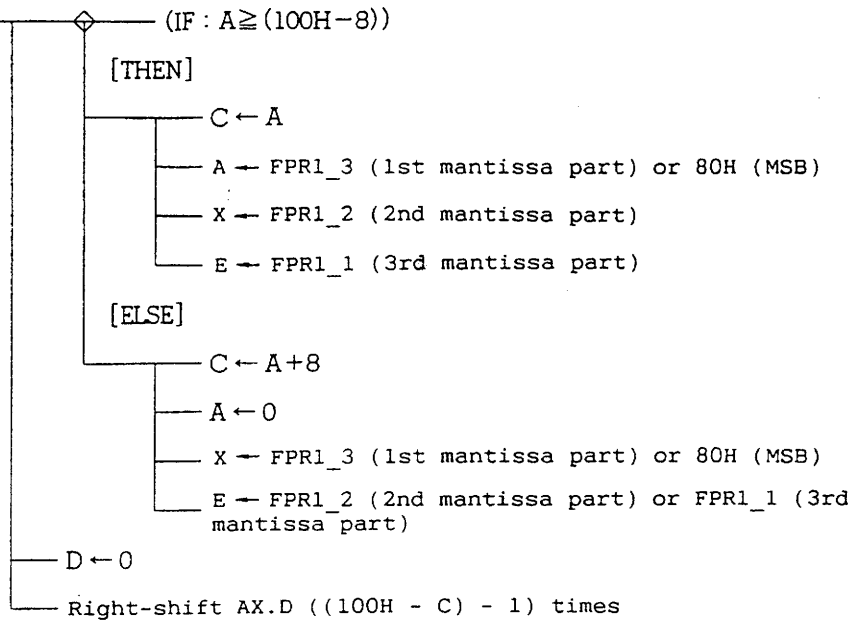 (IF : A≧(100H−8))
[THEN]
C←A
A ← FPR1_3 (1st mantissa part) or 80H (MSB)
X ← FPR1_2 (2nd mantissa part)
E ← FPR1_1 (3rd mantissa part)
[ELSE]
C←A+8
A←0
X ← FPR1_3 (1st mantissa part) or 80H (MSB)
E ← FPR1_2 (2nd mantissa part) or FPR1_1 (3rd
mantissa part)
D←0
Right-shift AX.D ((100H - C) - 1) times